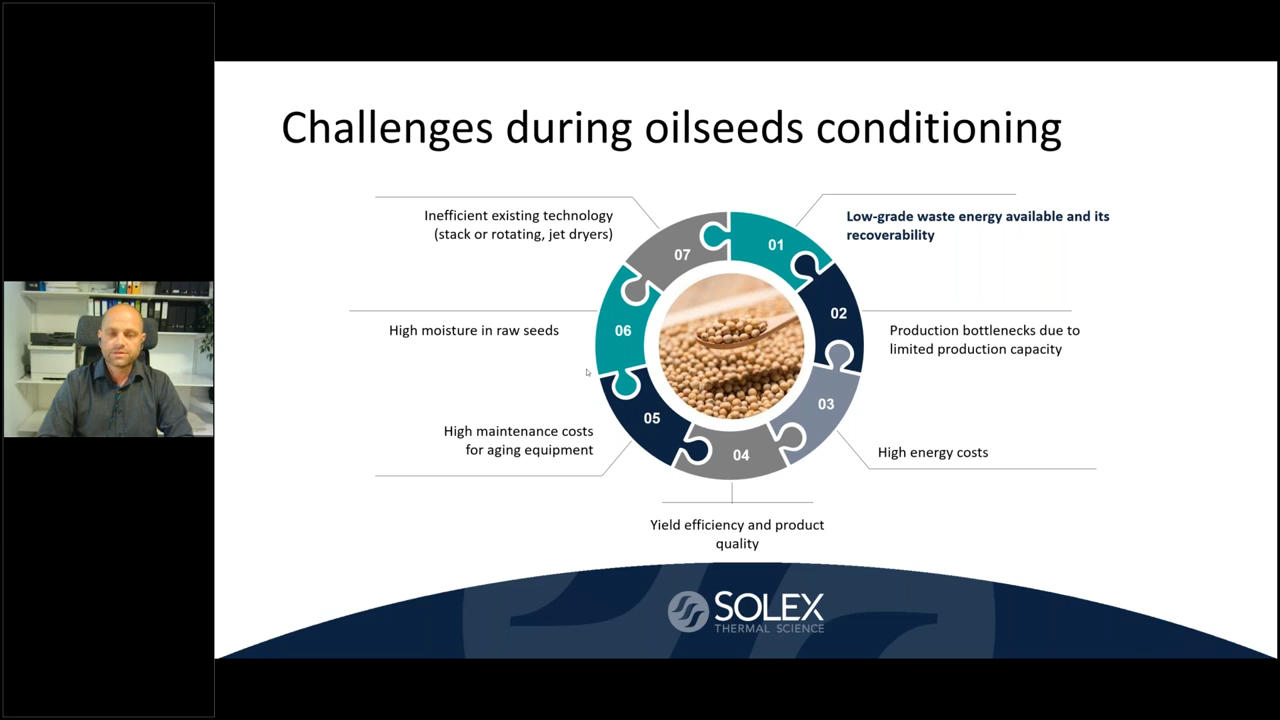 Challenges during oilseeds conditioning
01
Low-grade waste energy available and its
recoverability
02
Production bottlenecks due to
limited production capacity
03
High energy costs
04
Yield efficiency and product
quality
05
High maintenance costs
for aging equipment
06
High moisture in raw seeds
07
Inefficient existing technology
(stack or rotating, jet dryers)
SOLEX
THERMAL SCIENCE